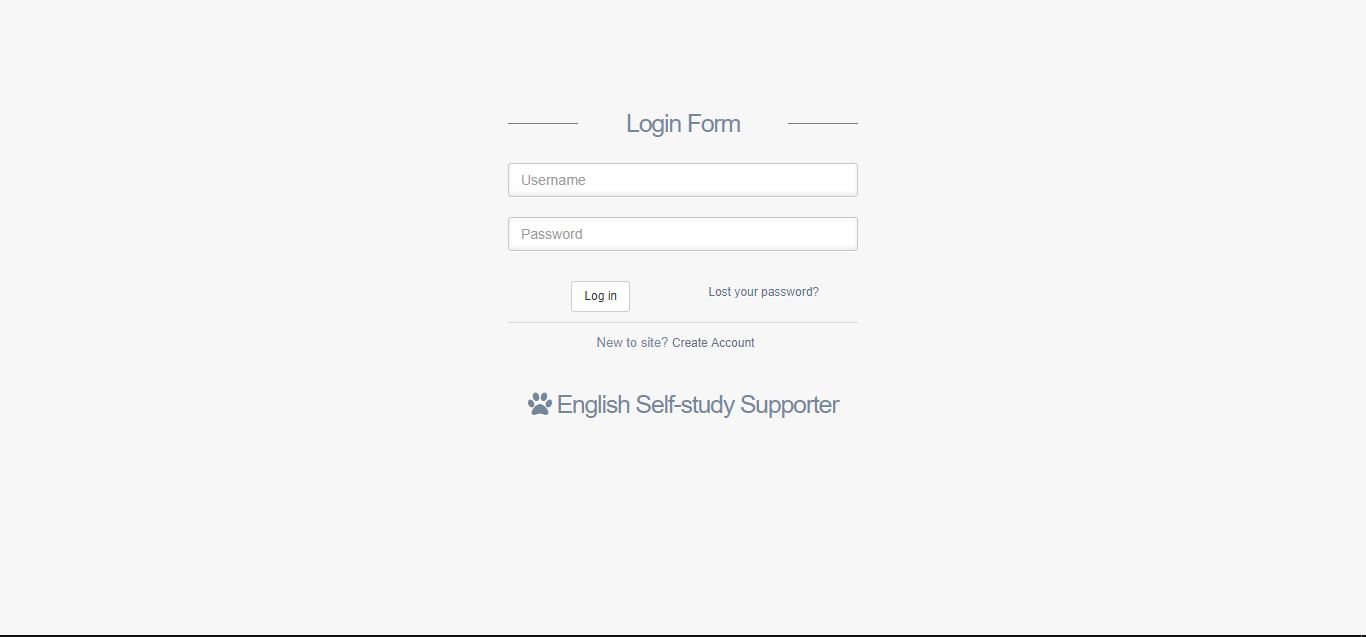 Login Form
Username
Password
Log in
Lost your password?
New to site? Create Account
English Self-study Supporter